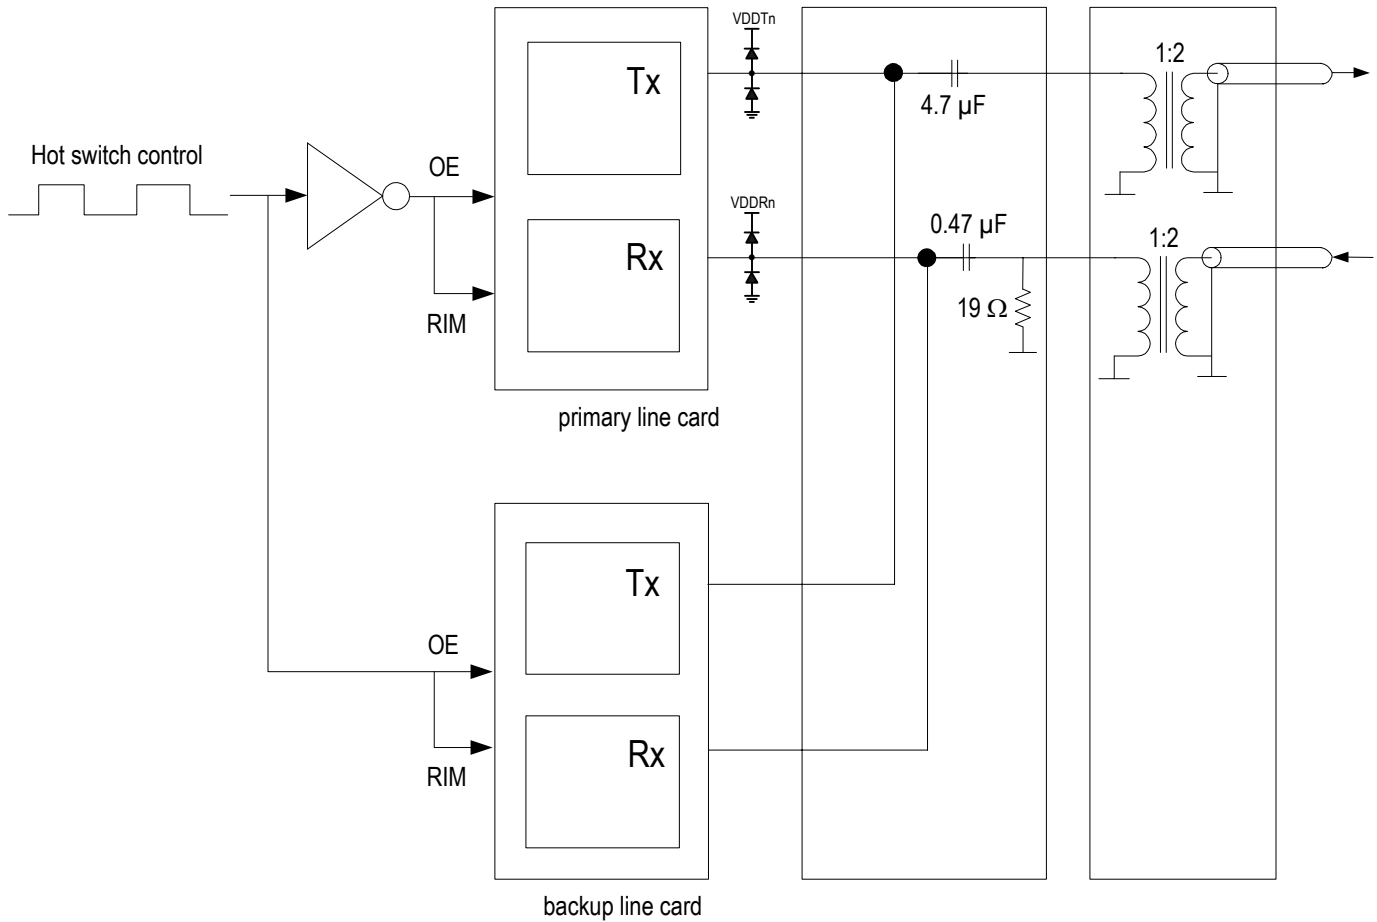 VDDTn
Tx
1:2
4.7 µF
Hot switch control
OE
VDDRn
Rx
0.47 µF
1:2
19 Ω
RIM
primary line card
Tx
OE
Rx
RIM
backup line card